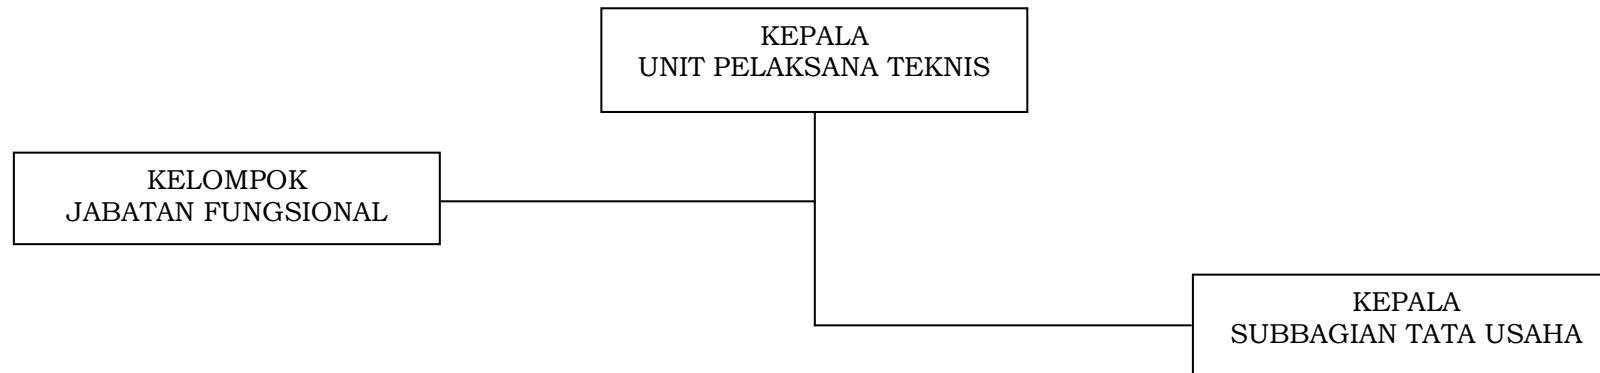 KEPALA
UNIT PELAKSANA TEKNIS
KELOMPOK
JABATAN FUNGSIONAL
KEPALA
SUBBAGIAN TATA USAHA